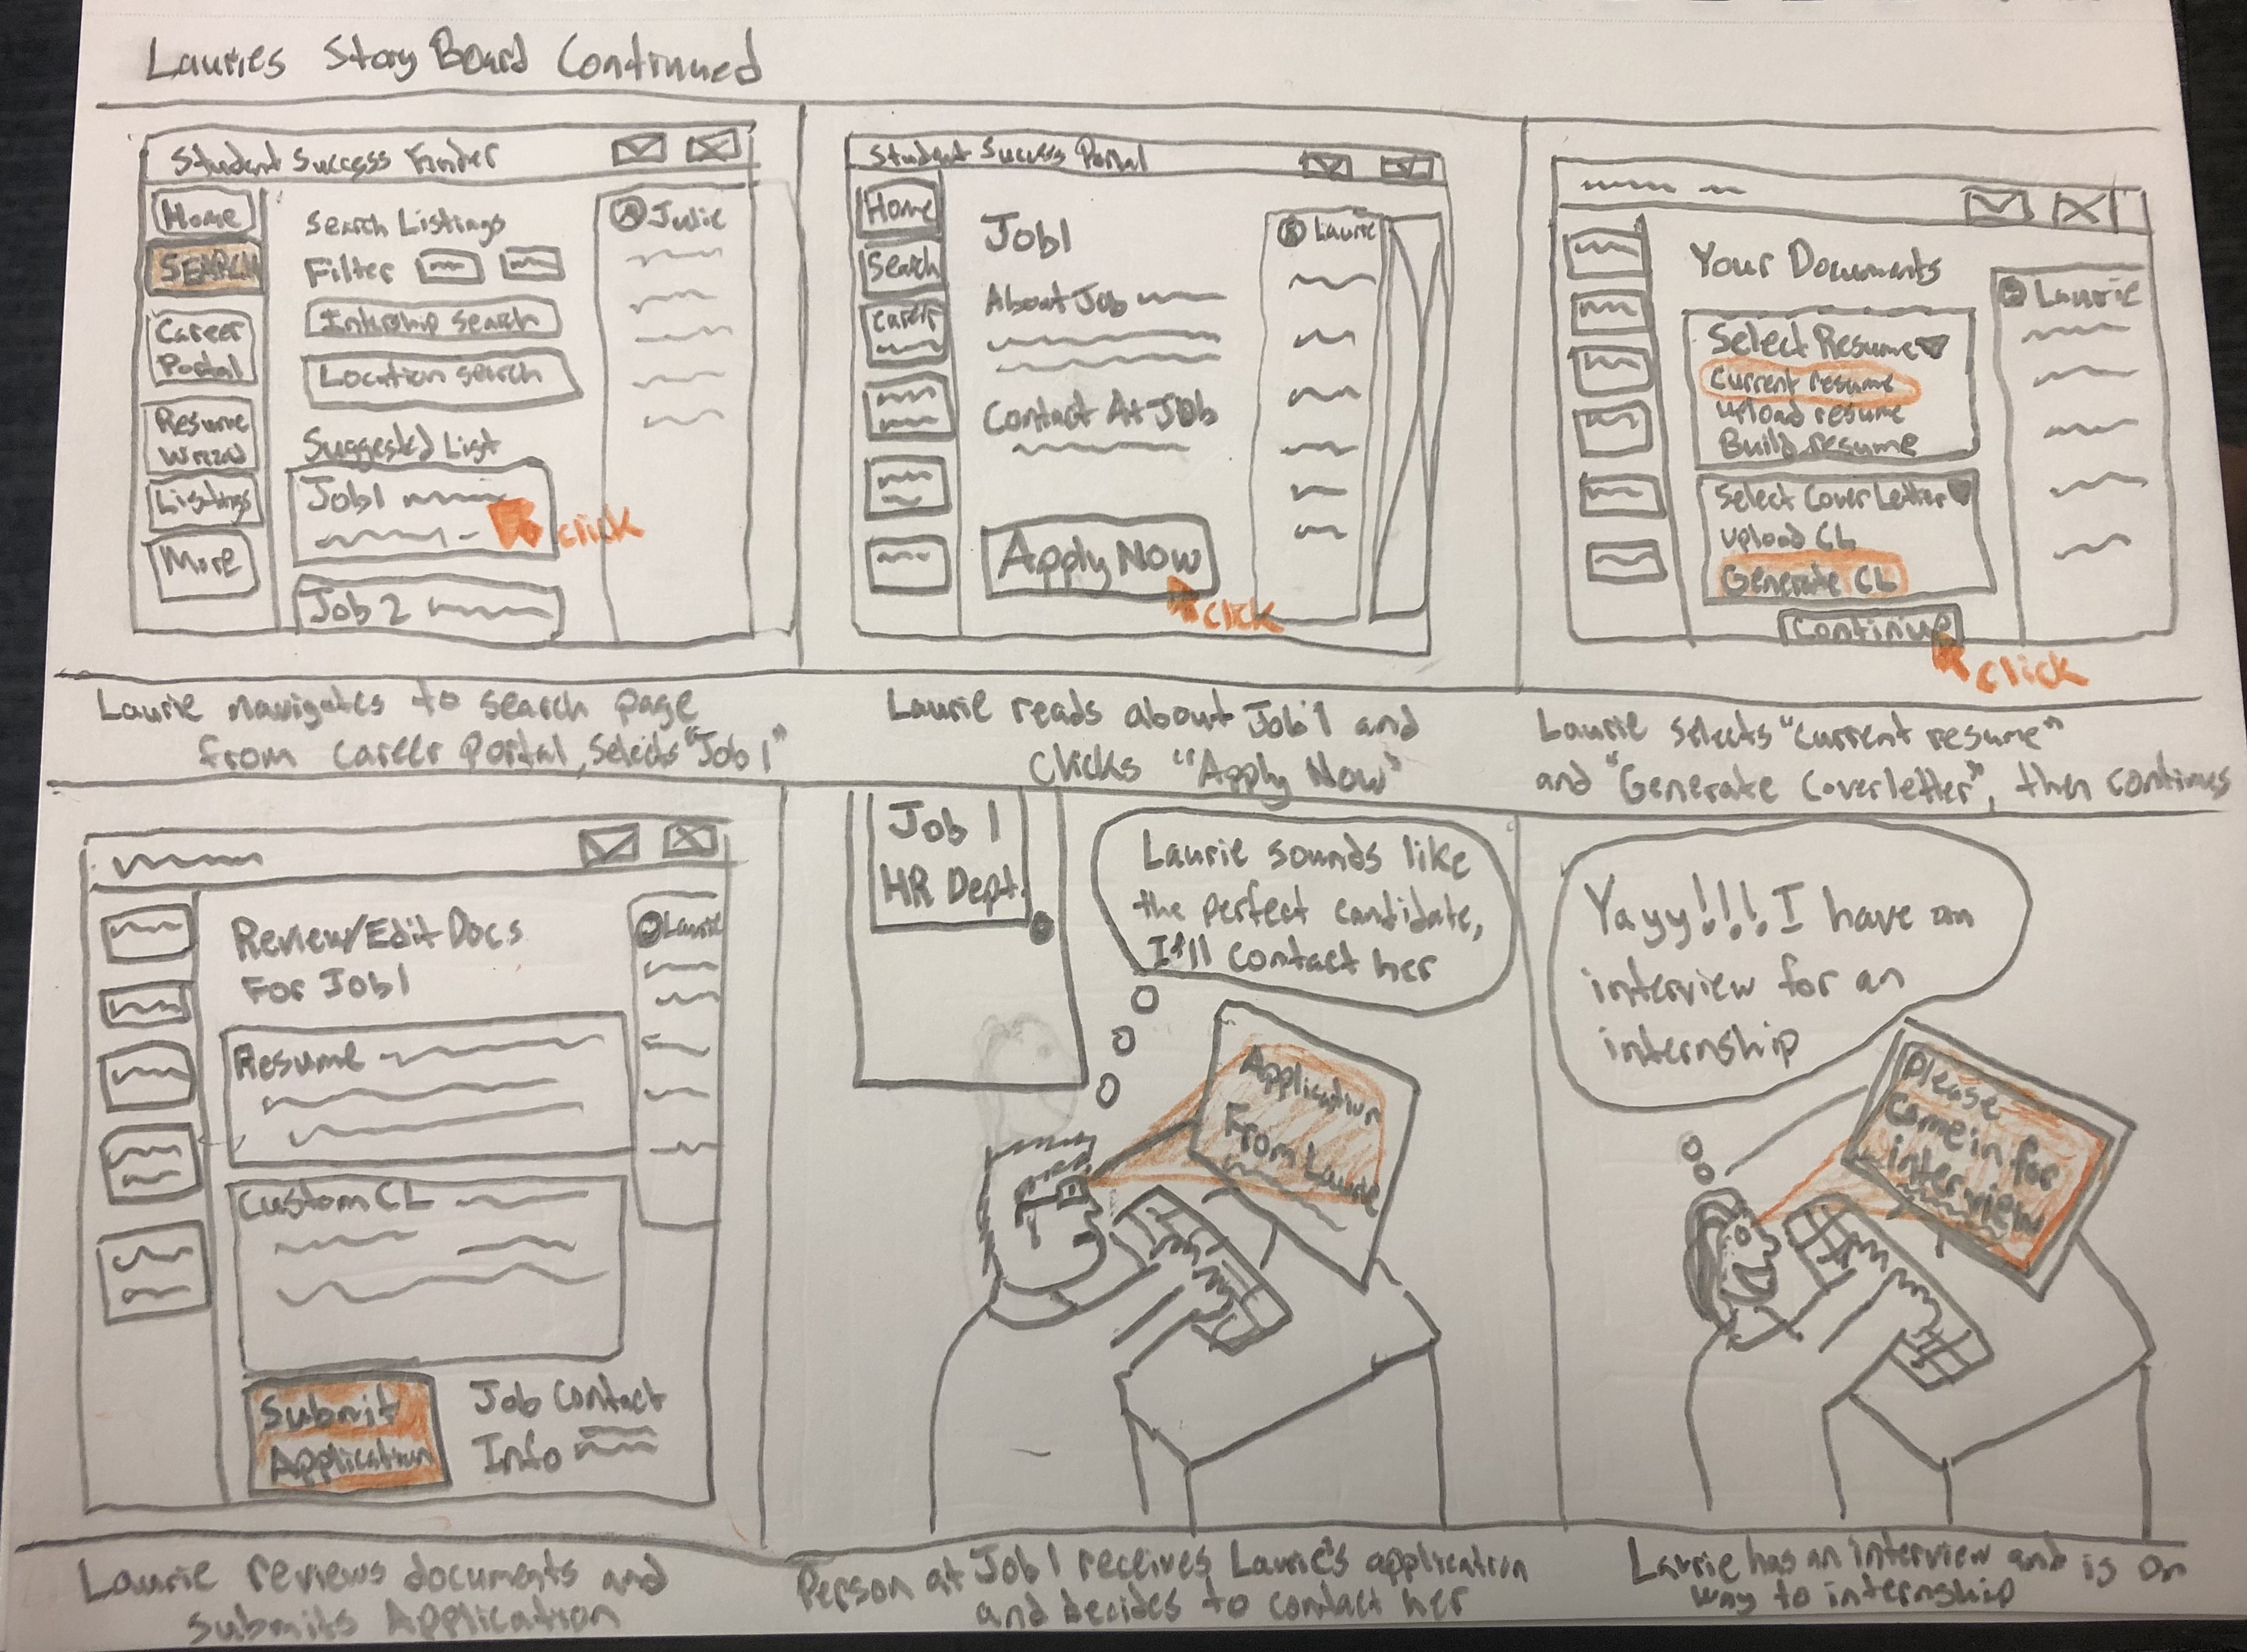 Lauries Story Board Continued
Student Success Finder
Home
SEARCH
Career
Portal
Resume
Wizard
Listings
More
Search Listings
Filter
Intership search
Location search
Suggested List
Job1
Job 2
click
Julie
Laurie navigates to search page
from career Portal, selects "Job 1"
Student Success Portal
Home
Search
Career
Job1
About Job
Contact At Job
Apply Now
click
Laurie
Laurie reads about Job 1 and
clicks "Apply Now"
Your Documents
Select Resume
Current resume
upload resume
Build resume
Select Cover Letter
upload CL
Generate CL
Continue
click
Laurie
Laurie selects "current resume"
and "Generate Coverletter", then continues
Review/Edit Docs
For Job1
Resume
Custom CL
Submit
Application
Job Contact
Info
Laurie
Laurie reviews documents and
submits Application
Job 1
HR Dept.
Laurie sounds like
the perfect candidate,
I'll contact her
Application
From Laurie
Person at Job 1 receives Laurie's application
and decides to contact her
Yayy!!!! I have an
interview for an
internship
Please
come in for
interview
Laurie has an interview and is on
way to internship